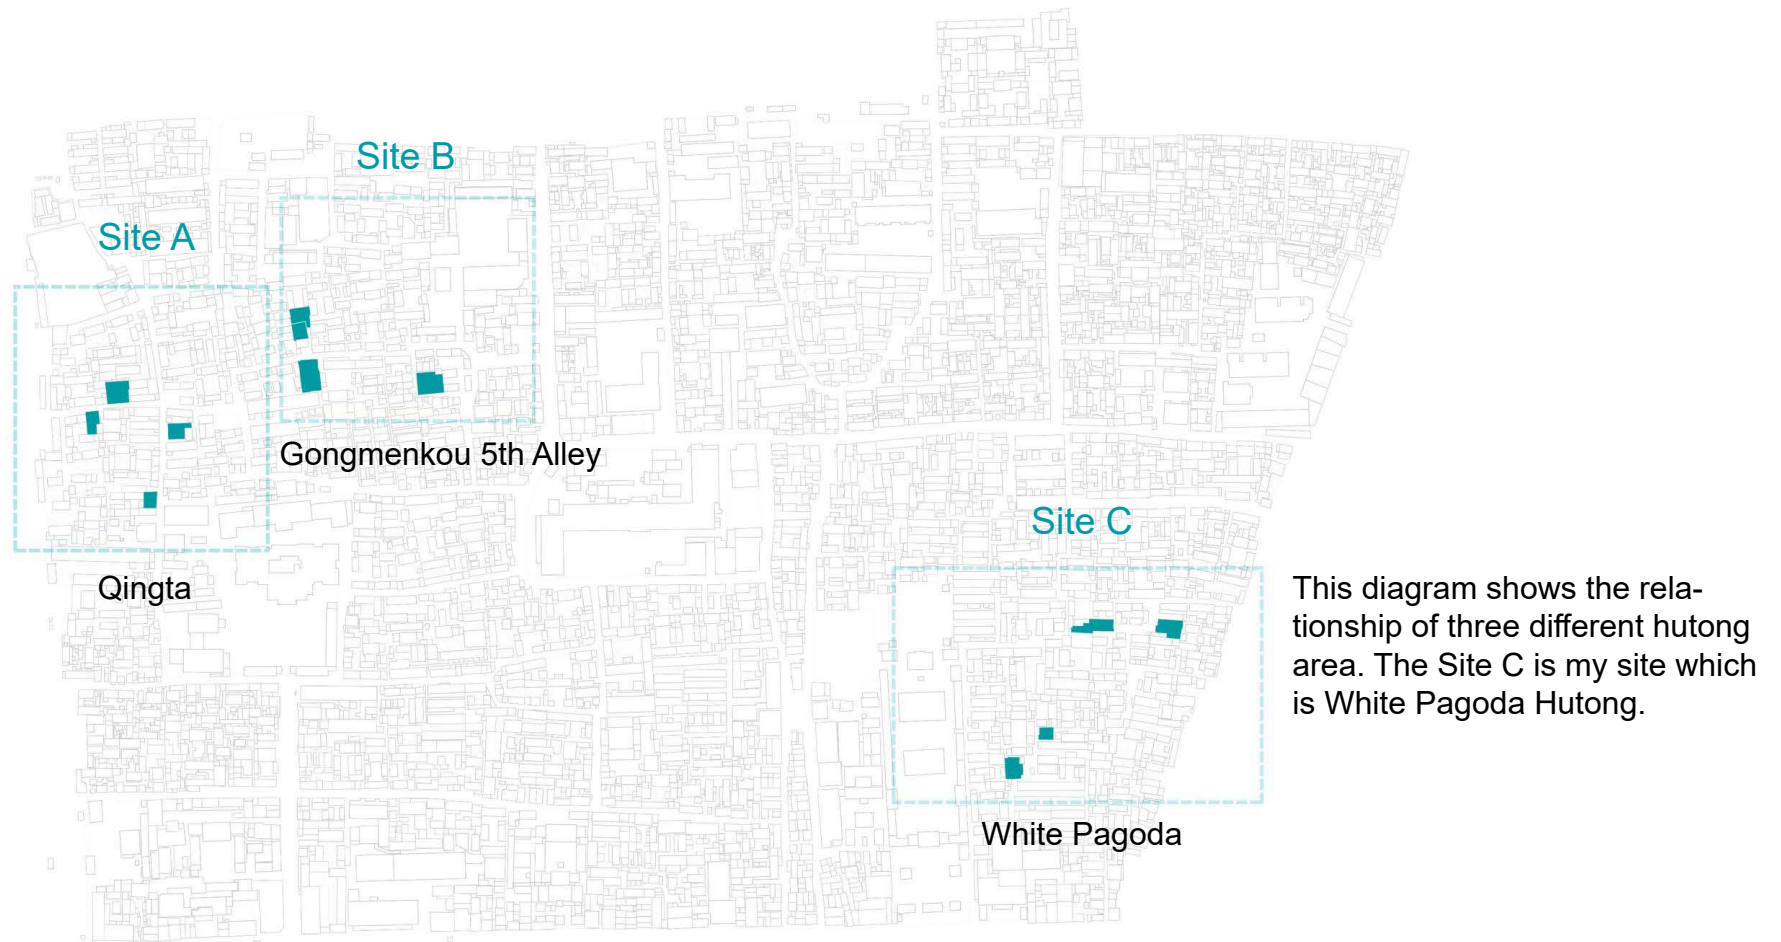 Site B
Site A
Gongmenkou 5th Alley
Site C
Qingta
This diagram shows the rela-
tionship of three different hutong
area. The Site C is my site which
is White Pagoda Hutong.
White Pagoda